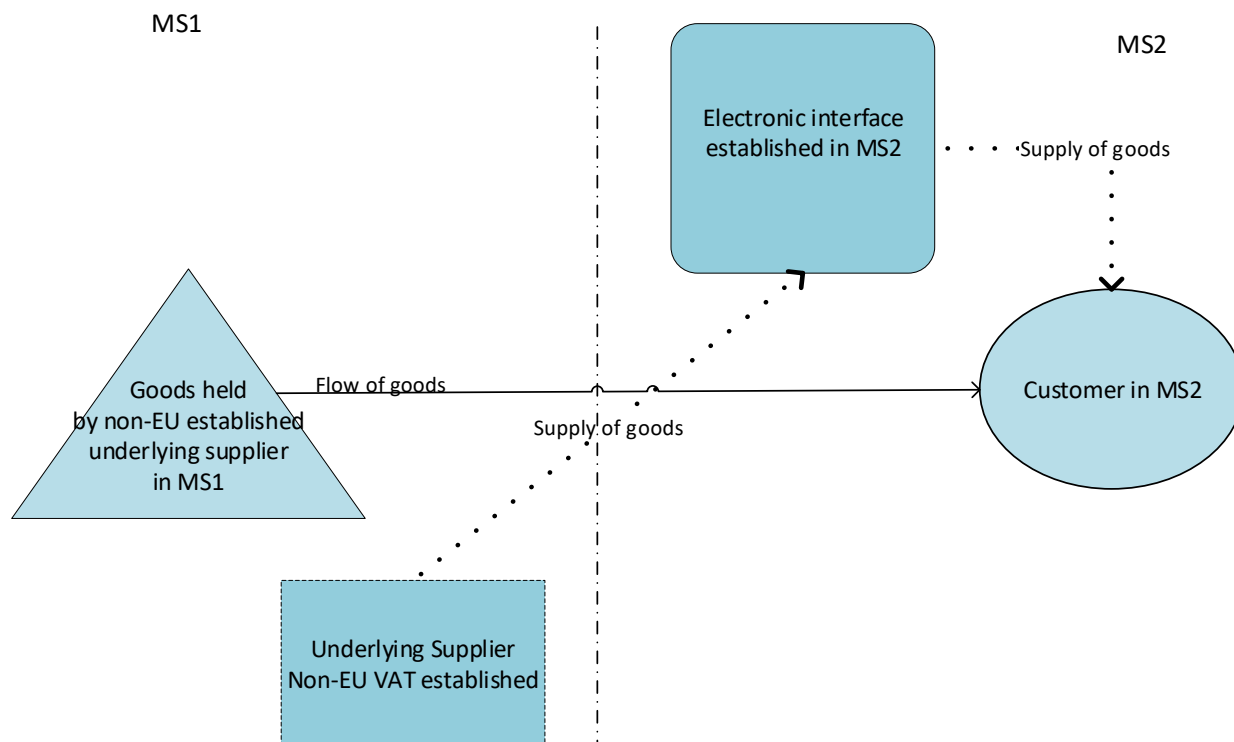 MS1
MS2
Electronic interface
established in MS2
Supply of goods
Goods held
by non-EU established
underlying supplier
in MS1
Flow of goods
Supply of goods
Customer in MS2
Underlying Supplier
Non-EU VAT established